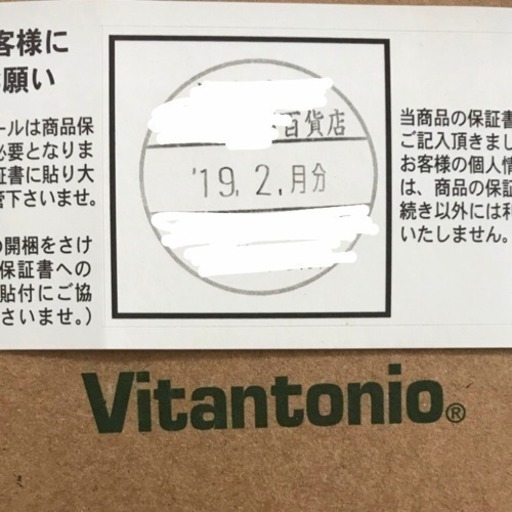 客様に
願い
ールは商品保
必要となりま
証書に貼り大
管下さいませ。
の開梱をさけ
保証書への
貼付にご協
さいませ。）
百貨店
'19,2,月分
当商品の保証書
ご記入頂きまし
お客様の個人情
は、商品の保証
続き以外には利
いたしません。
Vitantonio®